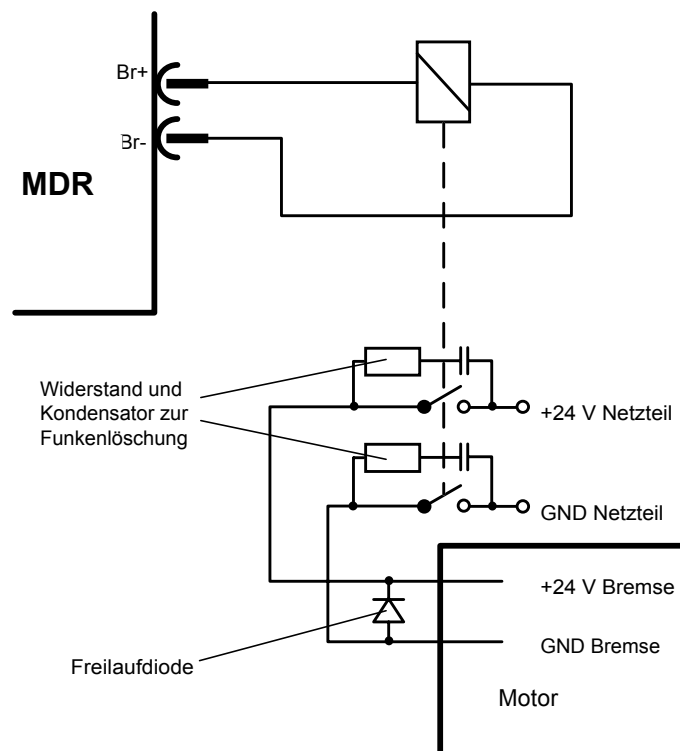 Br+
Br-
MDR
Widerstand und
Kondensator zur
Funkenlöschung
+24 V Netzteil
GND Netzteil
+24 V Bremse
GND Bremse
Freilaufdiode
Motor